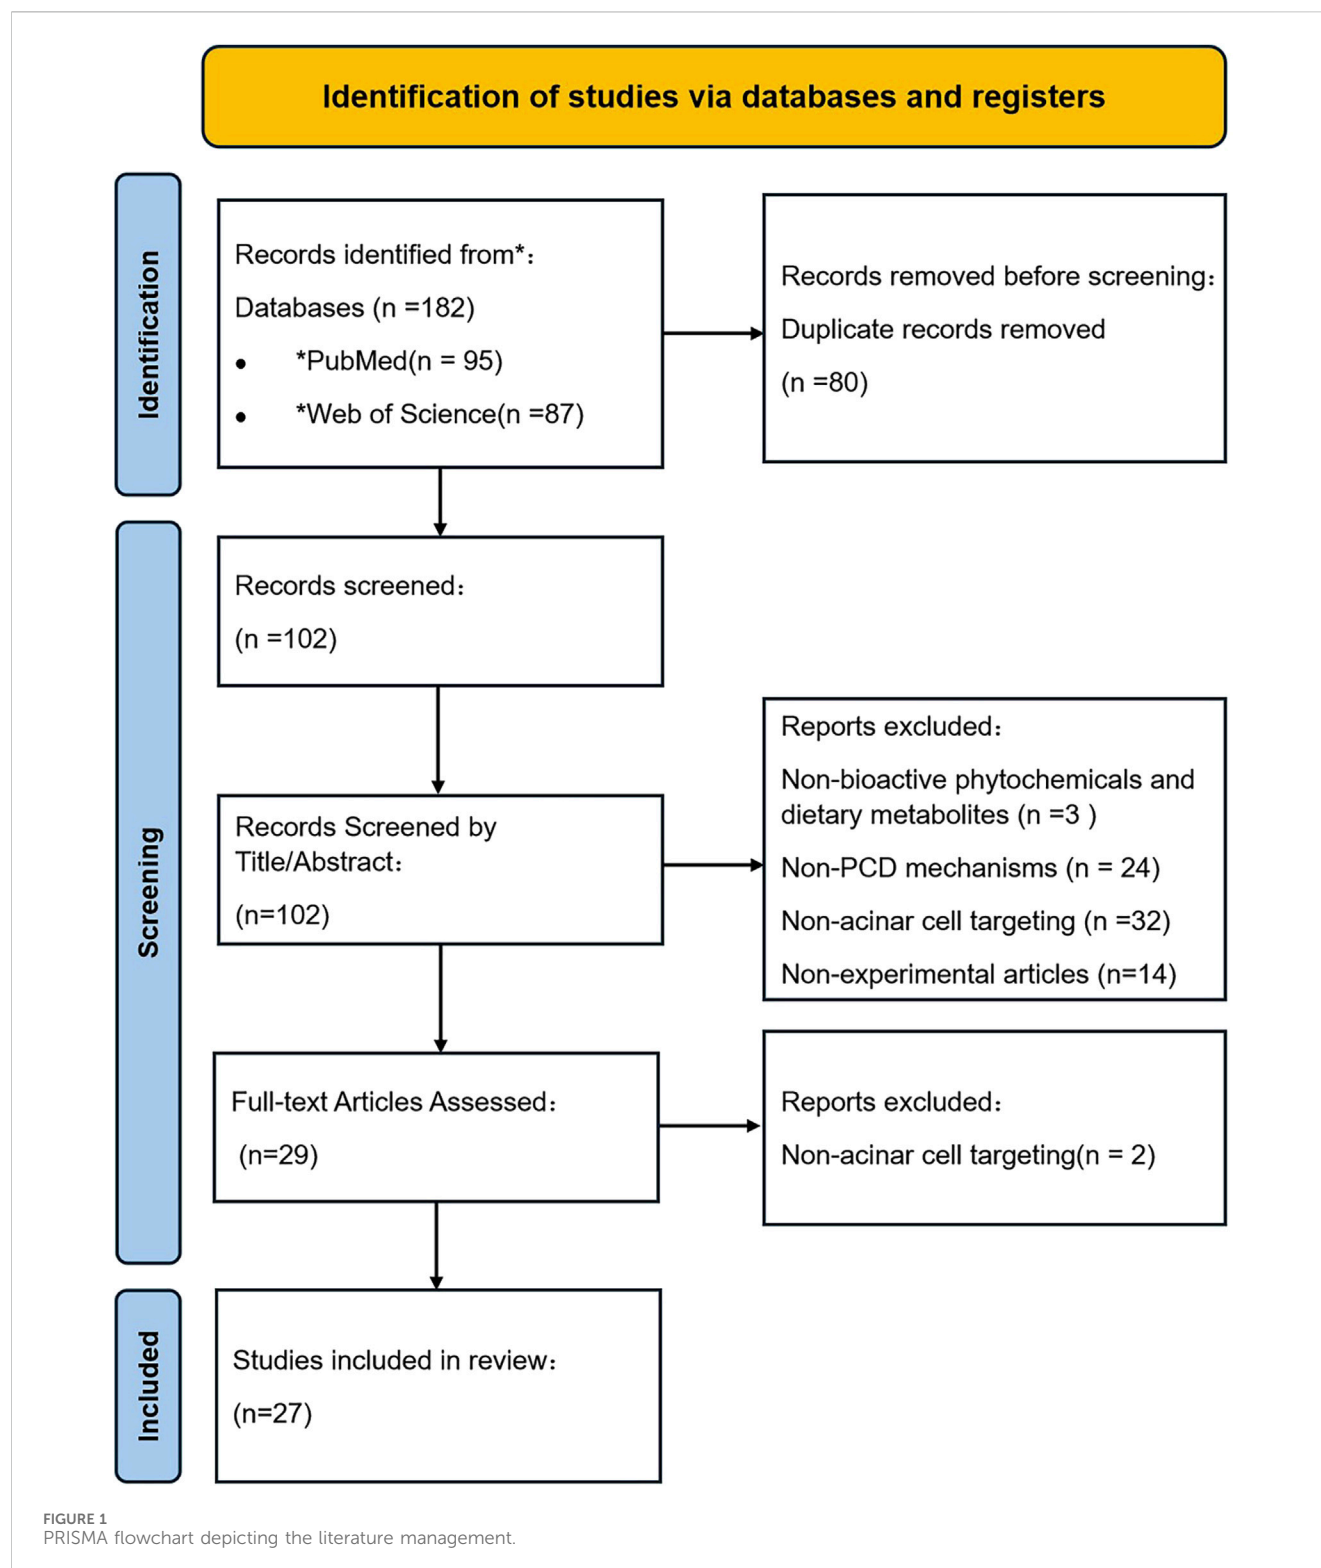 Identification of studies via databases and registers
Identification
Records identified from*：
Databases (n =182)
• *PubMed(n = 95)
• *Web of Science(n =87)
Records removed before screening：
Duplicate records removed
(n =80)
Screening
Records screened：
(n =102)
Records Screened by
Title/Abstract：
(n=102)
Reports excluded：
Non-bioactive phytochemicals and
dietary metabolites (n =3 )
Non-PCD mechanisms (n = 24)
Non-acinar cell targeting (n =32)
Non-experimental articles (n=14)
Full-text Articles Assessed：
(n=29)
Reports excluded：
Non-acinar cell targeting(n = 2)
Included
Studies included in review：
(n=27)
FIGURE 1
PRISMA flowchart depicting the literature management.